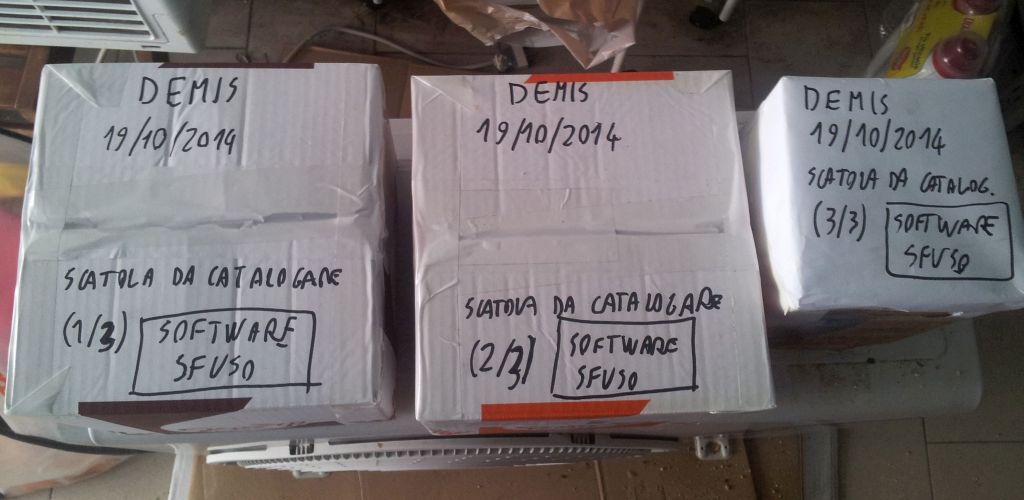 DEMIS
19/10/2014
SCATOLA DA CATALOGARE
(1/3)
SOFTWARE
SFUSO
DEMIS
19/10/2014
SCATOLA DA CATALOGARE
(2/3)
SOFTWARE
SFUSO
DEMIS
19/10/2014
SCATOLA DA CATALOG.
(3/3)
SOFTWARE
SFUSO